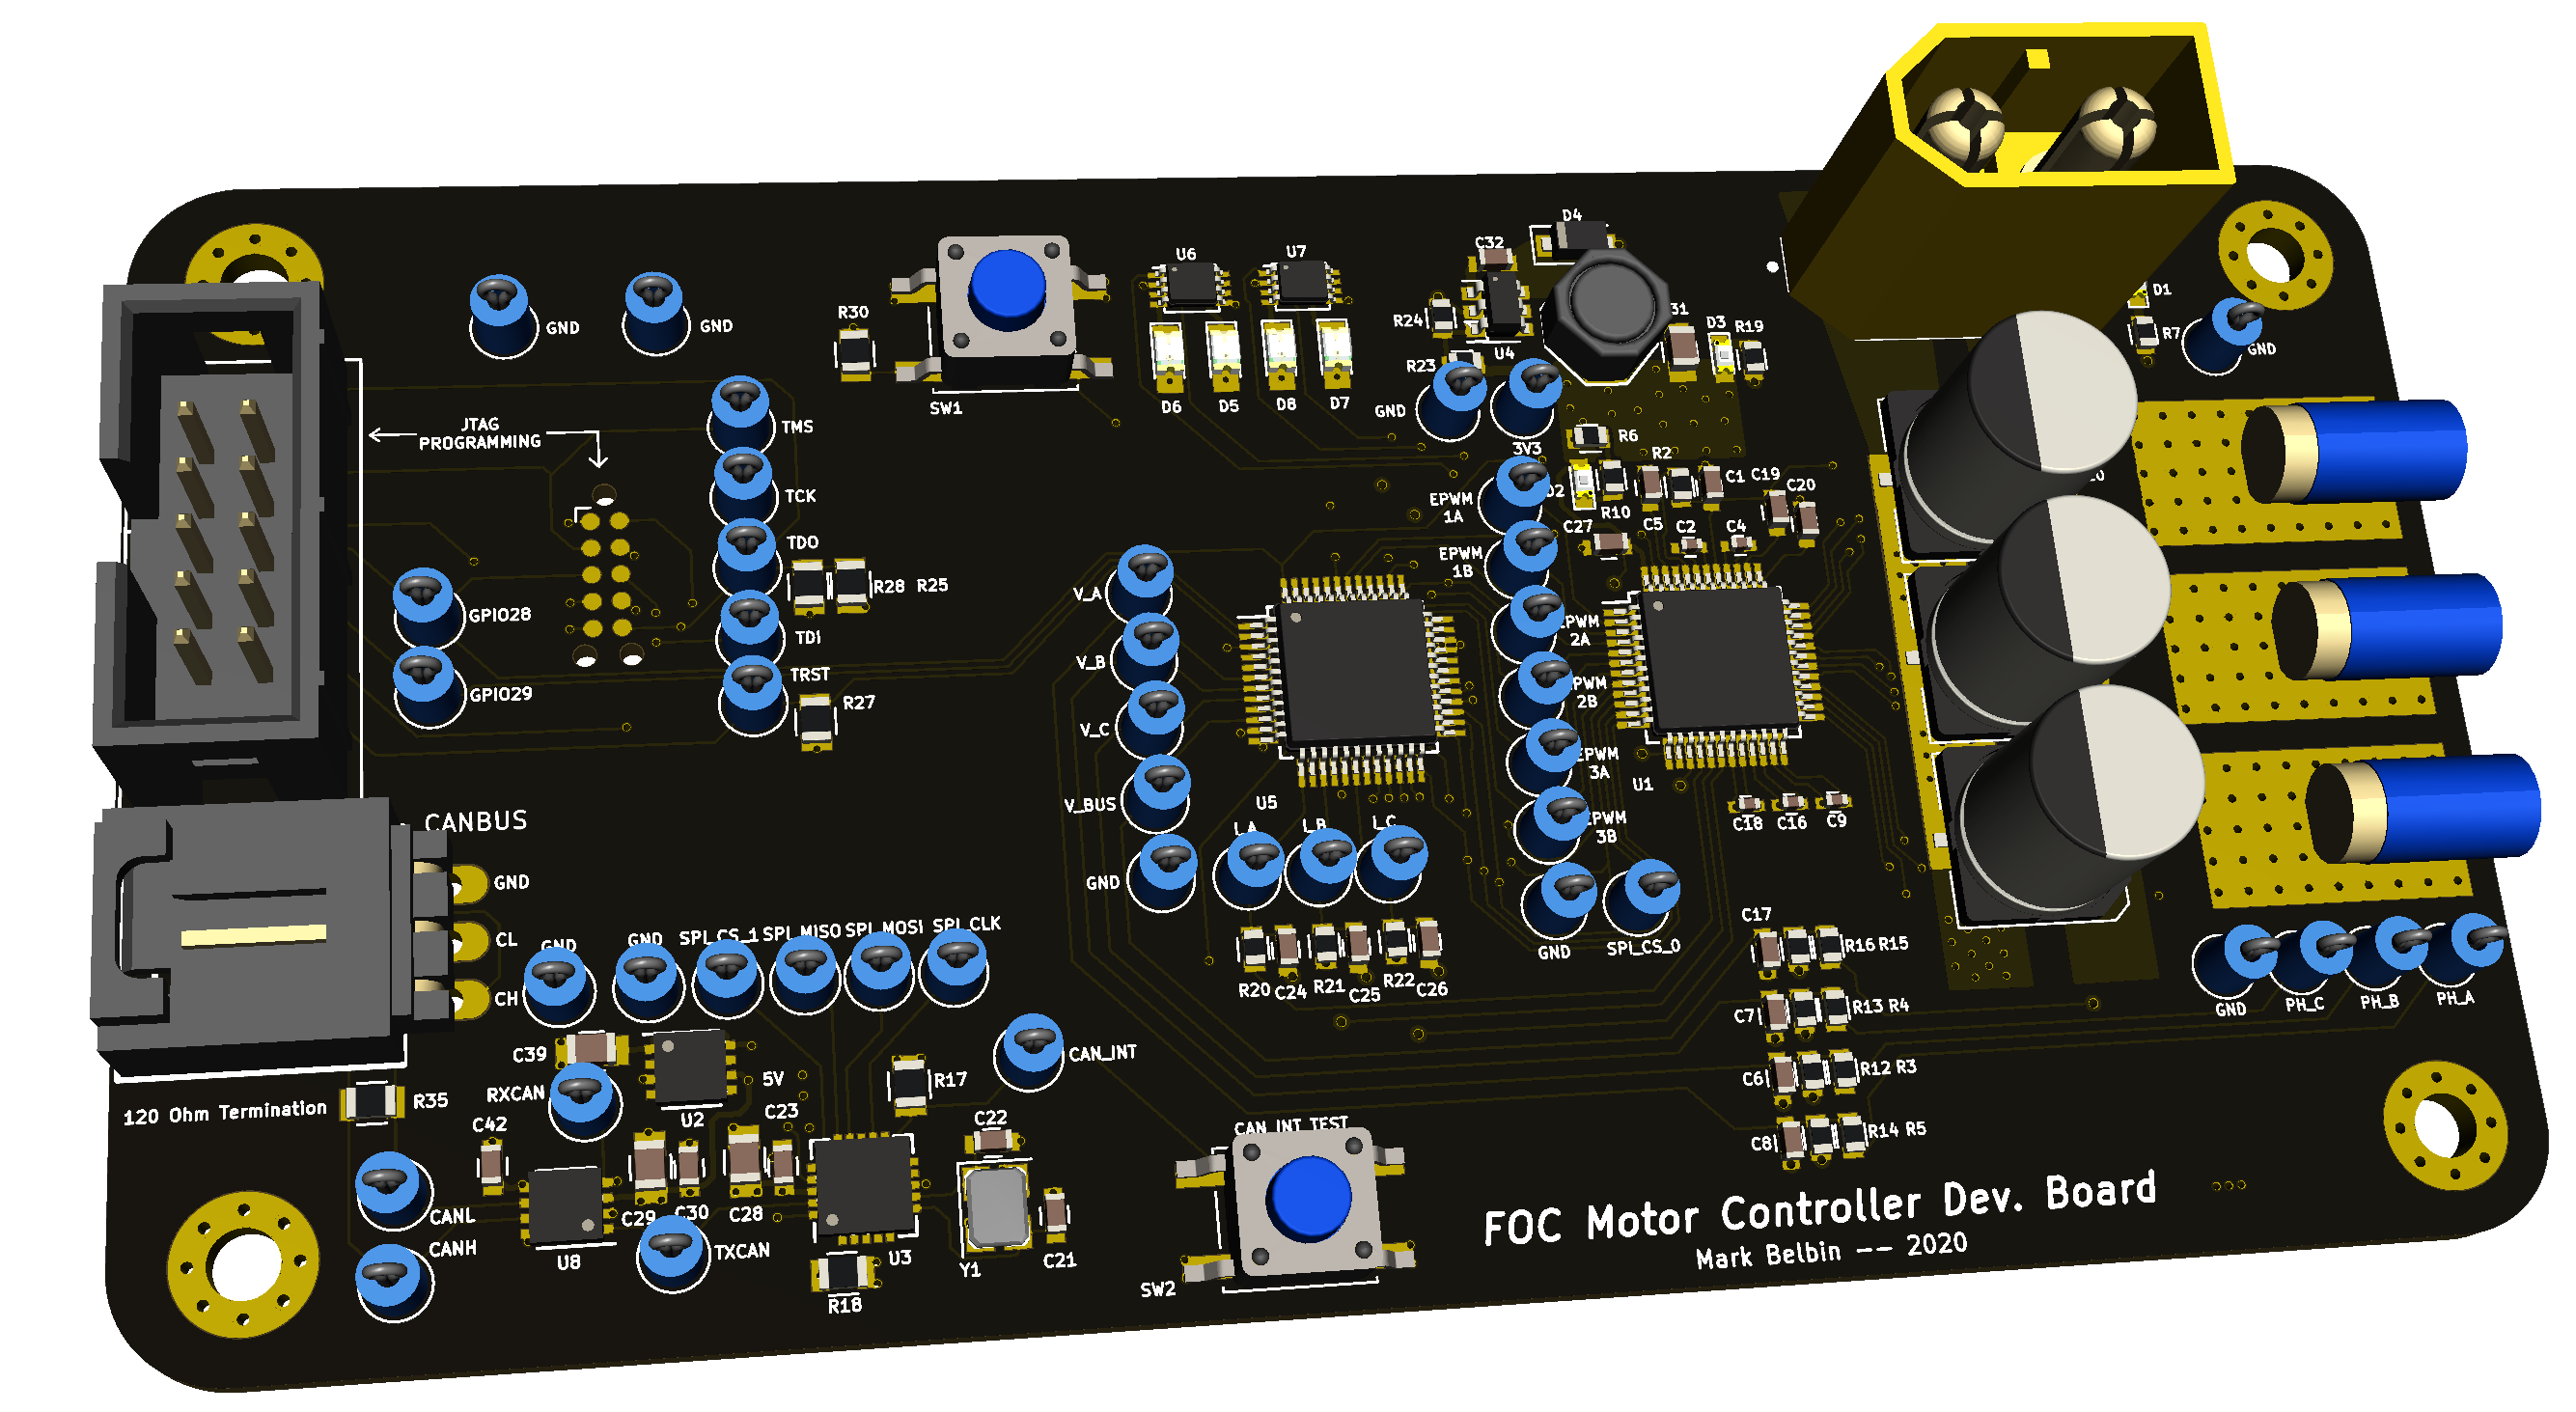 D4
U6
U7
C32
D1
R30
R24
31
D3
R19
R7
GND
GND
GND
U4
R23
SW1
D6
D5
D8
D7
GND
JTAG
PROGRAMMING
TMS
R6
3V3
R2
TCK
EPWM
1A
R10
C1
C19
C20
C27
C5
C2
C4
TDO
EPWM
1B
R28
R25
V_A
GPIO28
TDI
EPWM
2A
V_B
TRST
GPIO29
R27
PWM
2B
V_C
EPWM
3A
U1
V_BUS
U5
CANBUS
I_A
I_B
I_C
EPWM
3B
C18
C16
C9
GND
GND
CL
CH
GND
GND
SPI_CS_1
SPI_MISO
SPI_MOSI
SPI_CLK
GND
SPI_CS_0
C17
R16
R15
R20
C24
R21
C25
R22
C26
GND
PH_C
PH_B
PH_A
C7
R13
R4
C39
CAN_INT
5V
R17
C6
R12
R3
RXCAN
R35
120 Ohm Termination
C42
U2
C23
C22
CAN_INT_TEST
C8
R14
R5
CANL
C29
C30
C28
CANH
TXCAN
U8
U3
Y1
C21
R18
SW2
FOC Motor Controller Dev. Board
Mark Belbin -- 2020